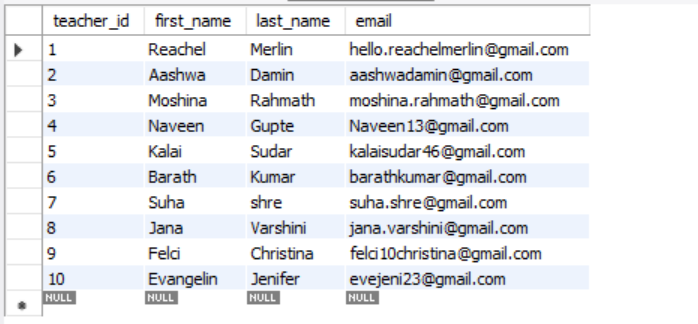 teacher_id first_name last_name email
1 Reachel Merlin hello.reachelmerlin@gmail.com
2 Aashwa Damin aashwadamin@gmail.com
3 Moshina Rahmath moshina.rahmath@gmail.com
4 Naveen Gupte Naveen13@gmail.com
5 Kalai Sudar kalaisudar46@gmail.com
6 Barath Kumar barathkumar@gmail.com
7 Suha shre suha.shre@gmail.com
8 Jana Varshini jana.varshini@gmail.com
9 Felci Christina felci10christina@gmail.com
10 Evangelin Jenifer evejeni23@gmail.com
NULL NULL NULL NULL